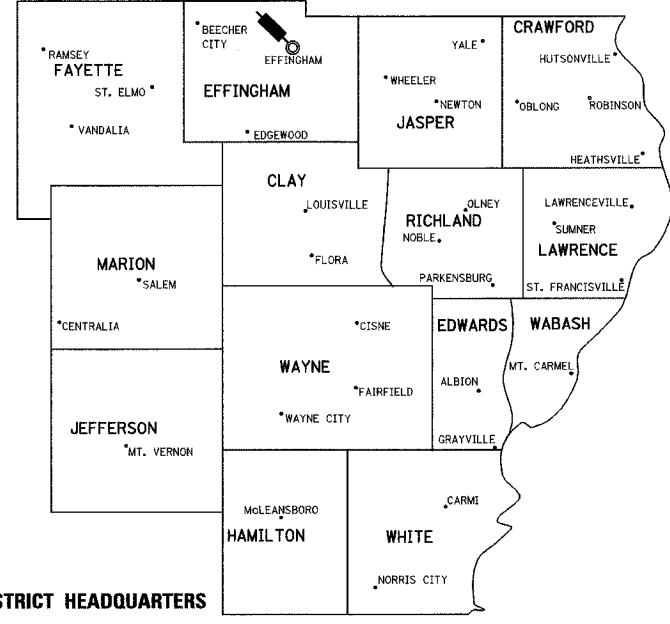 BEECHER
CITY
EFFINGHAM
EFFINGHAM
EDGEWOOD
RAMSEY
FAYETTE
ST. ELMO
VANDALIA
YALE
WHEELER
NEWTON
JASPER
CRAWFORD
HUTSONVILLE
OBLONG
ROBINSON
HEATHSVILLE
CLAY
LOUISVILLE
FLORA
OLNEY
RICHLAND
NOBLE
PARKENSBURG
LAWRENCEVILLE
SUMNER
LAWRENCE
ST. FRANCISVILLE
MARION
SALEM
CENTRALIA
CISNE
WAYNE
FAIRFIELD
WAYNE CITY
EDWARDS
ALBION
GRAYVILLE
WABASH
MT. CARMEL
JEFFERSON
MT. VERNON
McLEANSBORO
HAMILTON
CARMI
WHITE
NORRIS CITY
STRICT HEADQUARTERS